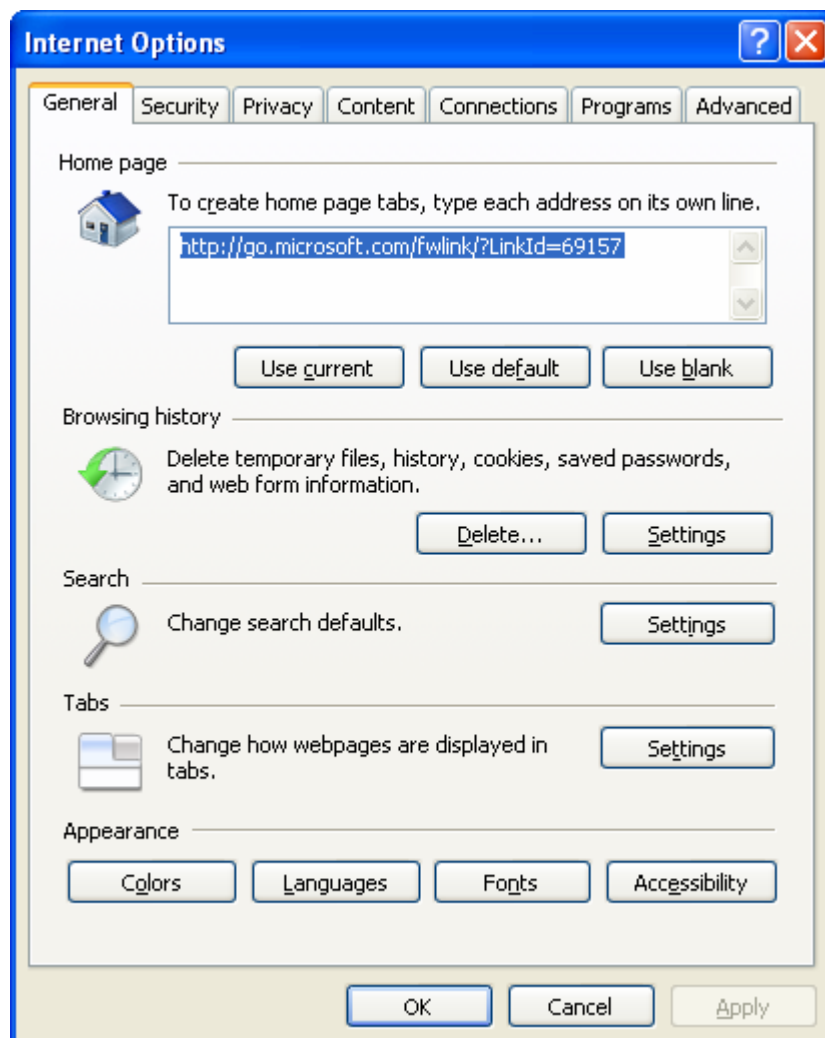 Internet Options
General Security Privacy Content Connections Programs Advanced
Home page
To create home page tabs, type each address on its own line.
http://go.microsoft.com/fwlink/?LinkId=69157
Use current Use default Use blank
Browsing history
Delete temporary files, history, cookies, saved passwords,
and web form information.
Delete... Settings
Search
Change search defaults.
Settings
Tabs
Change how webpages are displayed in
tabs.
Settings
Appearance
Colors Languages Fonts Accessibility
OK Cancel Apply